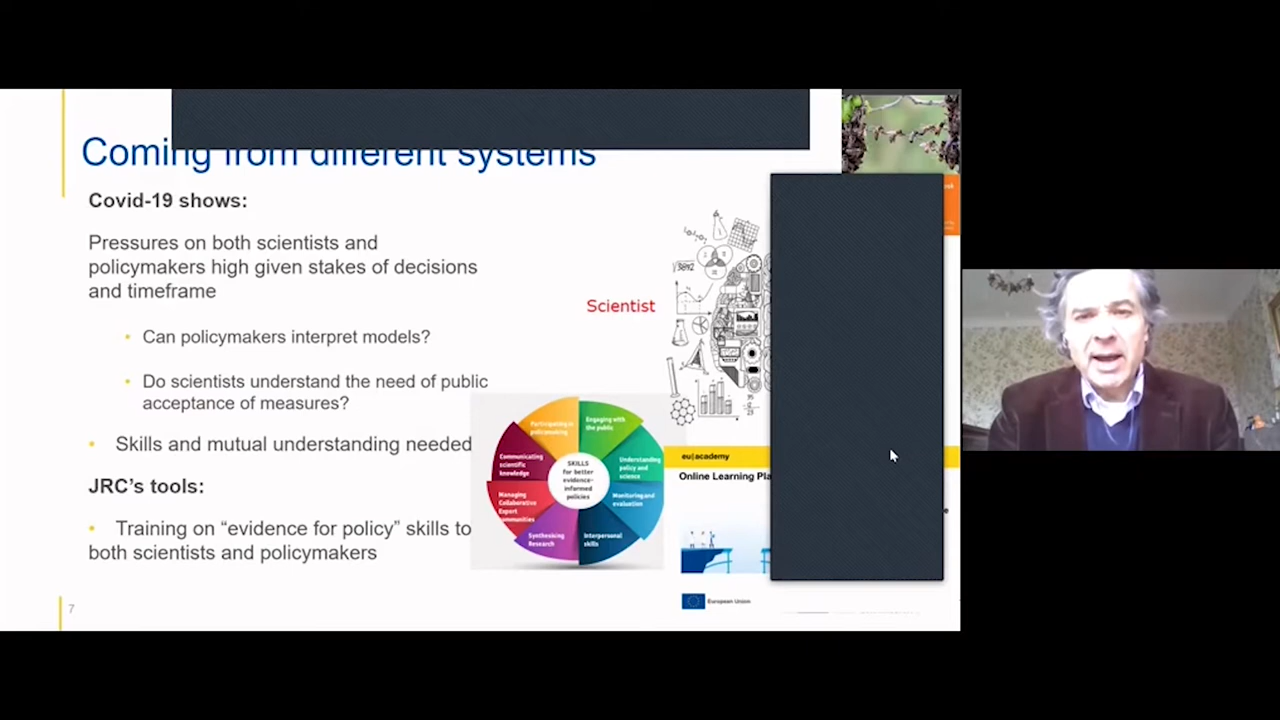 Coming from different systems
Covid-19 shows:
Pressures on both scientists and
policymakers high given stakes of decisions
and timeframe
• Can policymakers interpret models?
• Do scientists understand the need of public
acceptance of measures?
• Skills and mutual understanding needed
JRC's tools:
• Training on “evidence for policy” skills to
both scientists and policymakers
7
Scientist
Participating in
policymaking
Engaging with
the public
Communicating
scientific
knowledge
Understanding
policy and
science
SKILLS
for better
evidence-
informed
policies
Managing
Collaborative
Expert
Communities
Monitoring and
evaluation
Synthesising
Research
Interpersonal
skills
eu|academy
Online Learning
European Union